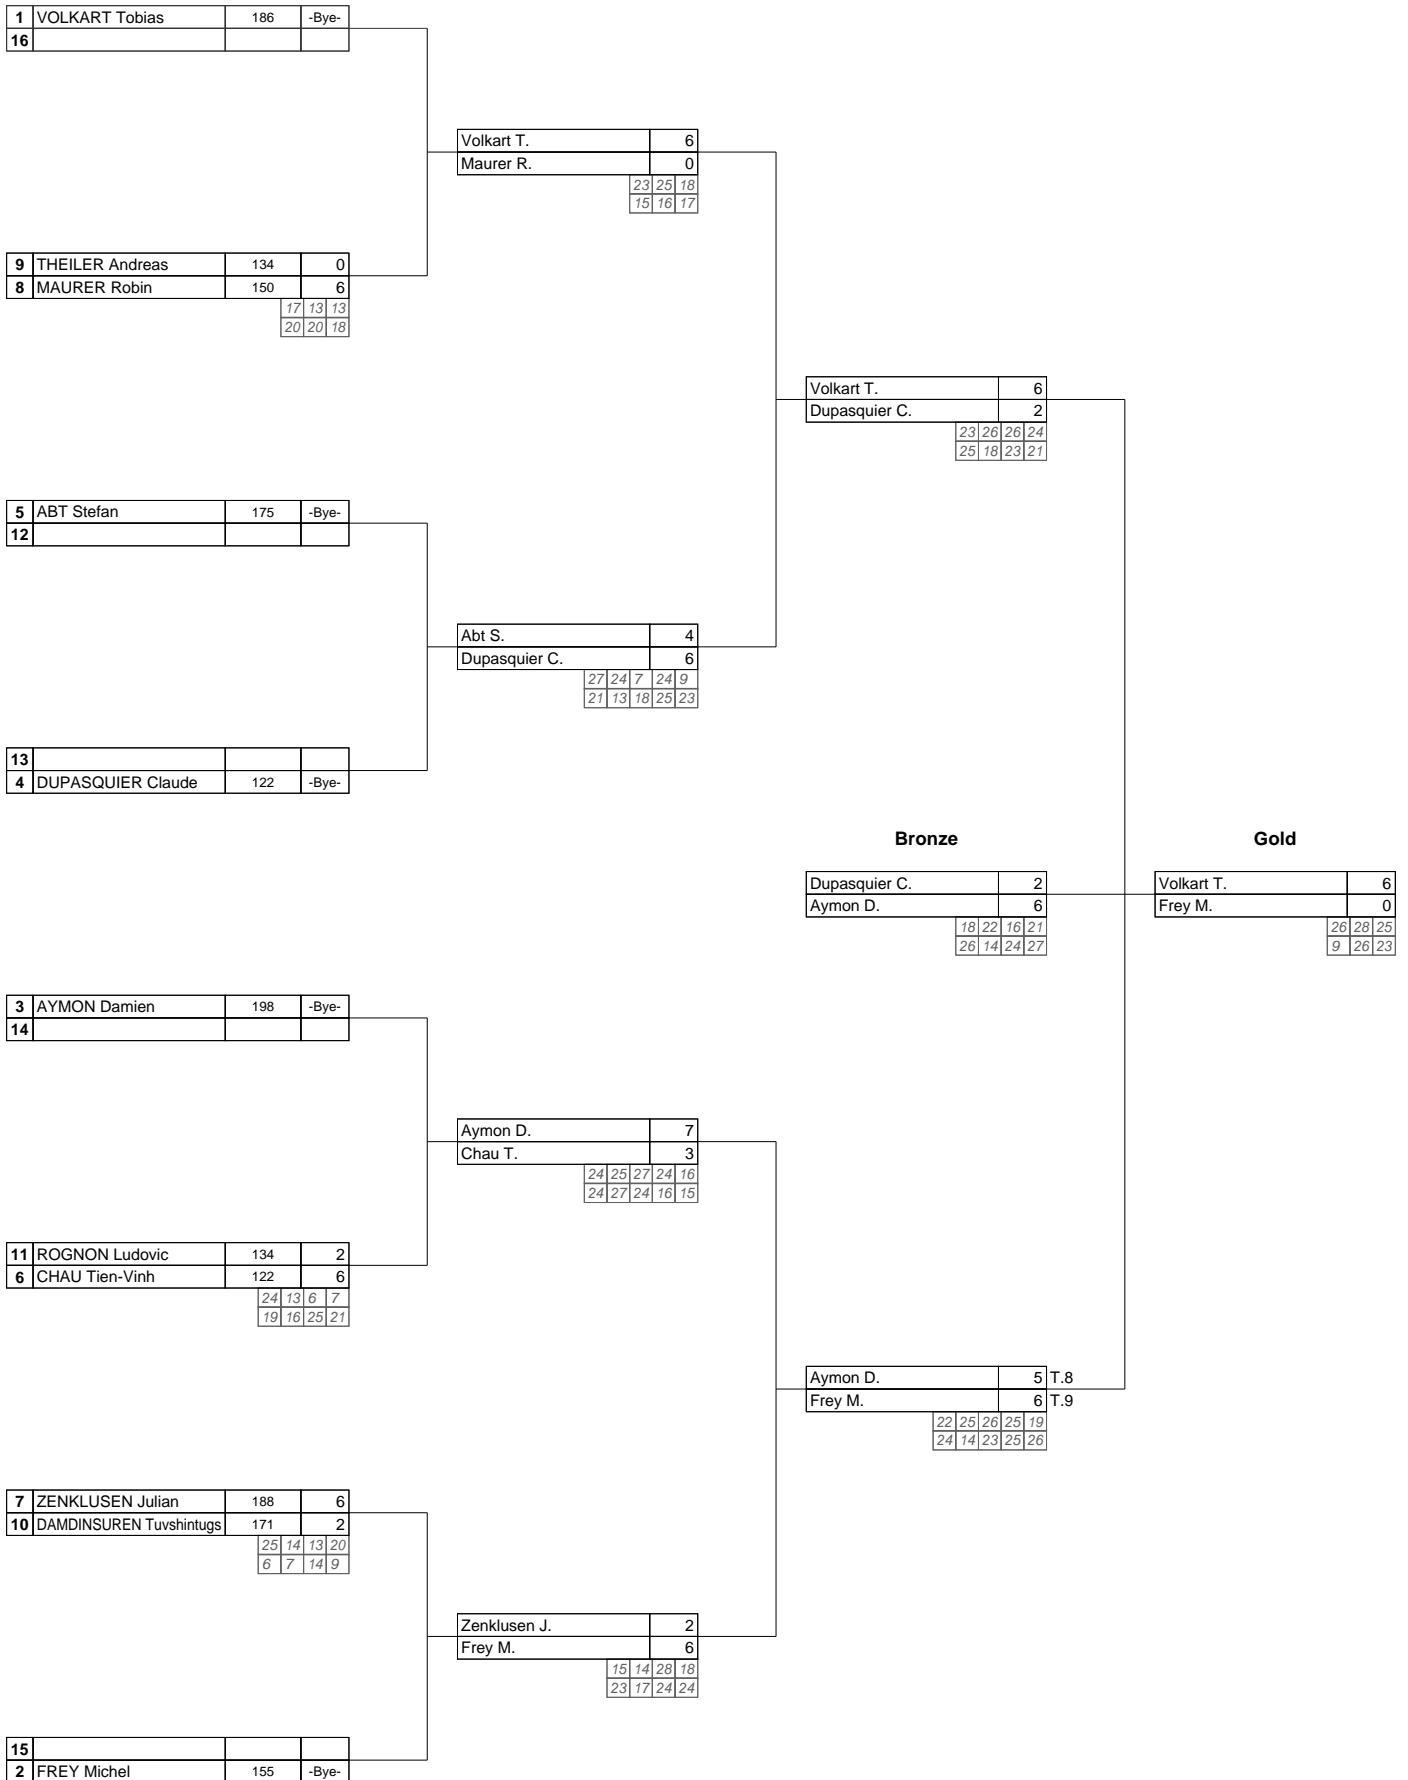 1 VOLKART Tobias 186 -Bye-
16
Volkart T. 6
Maurer R. 0
23 25 18
15 16 17
9 THEILER Andreas 134 0
8 MAURER Robin 150 6
17 13 13
20 20 18
Volkart T. 6
Dupasquier C. 2
23 26 26 24
25 18 23 21
5 ABT Stefan 175 -Bye-
12
Abt S. 4
Dupasquier C. 6
27 24 7 24 9
21 13 18 25 23
13
4 DUPASQUIER Claude 122 -Bye-
Bronze Gold
Dupasquier C. 2 Volkart T. 6
Aymon D. 6 Frey M. 0
18 22 16 21 26 28 25
26 14 24 27 9 26 23
3 AYMON Damien 198 -Bye-
14
Aymon D. 7
Chau T. 3
24 25 27 24 16
24 27 24 16 15
11 ROGNON Ludovic 134 2
6 CHAU Tien-Vinh 122 6
24 13 6 7
19 16 25 21
Aymon D. 5 T.8
Frey M. 6 T.9
22 25 26 25 19
24 14 23 25 26
7 ZENKLUSEN Julian 188 6
10 DAMDINSUREN Tuvshintugs 171 2
25 14 13 20
6 7 14 9
Zenklusen J. 2
Frey M. 6
15 14 28 18
23 17 24 24
15
2 FREY Michel 155 -Bye-